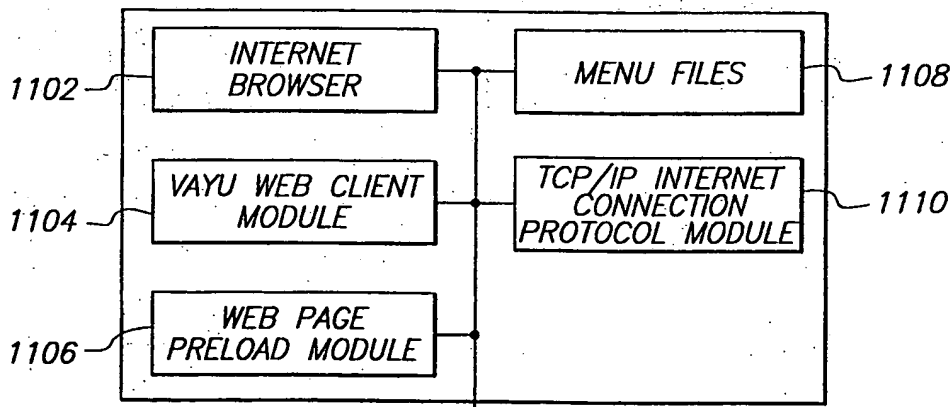 INTERNET
BROWSER
1102
MENU FILES
1108
VAYU WEB CLIENT
MODULE
1104
TCP/IP INTERNET
CONNECTION
PROTOCOL MODULE
1110
WEB PAGE
PRELOAD MODULE
1106